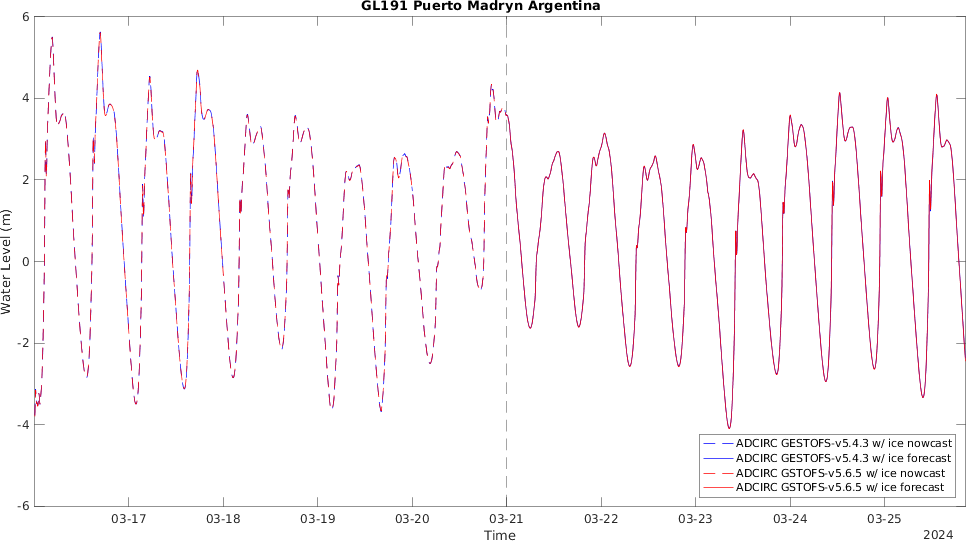 GL191 Puerto Madryn Argentina
6
4
2
0
-2
-4
-6
Water Level (m)
ADCIRC GESTOFS-v5.4.3 w/ ice nowcast
ADCIRC GESTOFS-v5.4.3 w/ ice forecast
ADCIRC GSTOFS-v5.6.5 w/ ice nowcast
ADCIRC GSTOFS-v5.6.5 w/ ice forecast
03-17 03-18 03-19 03-20 03-21 03-22 03-23 03-24 03-25
Time
2024